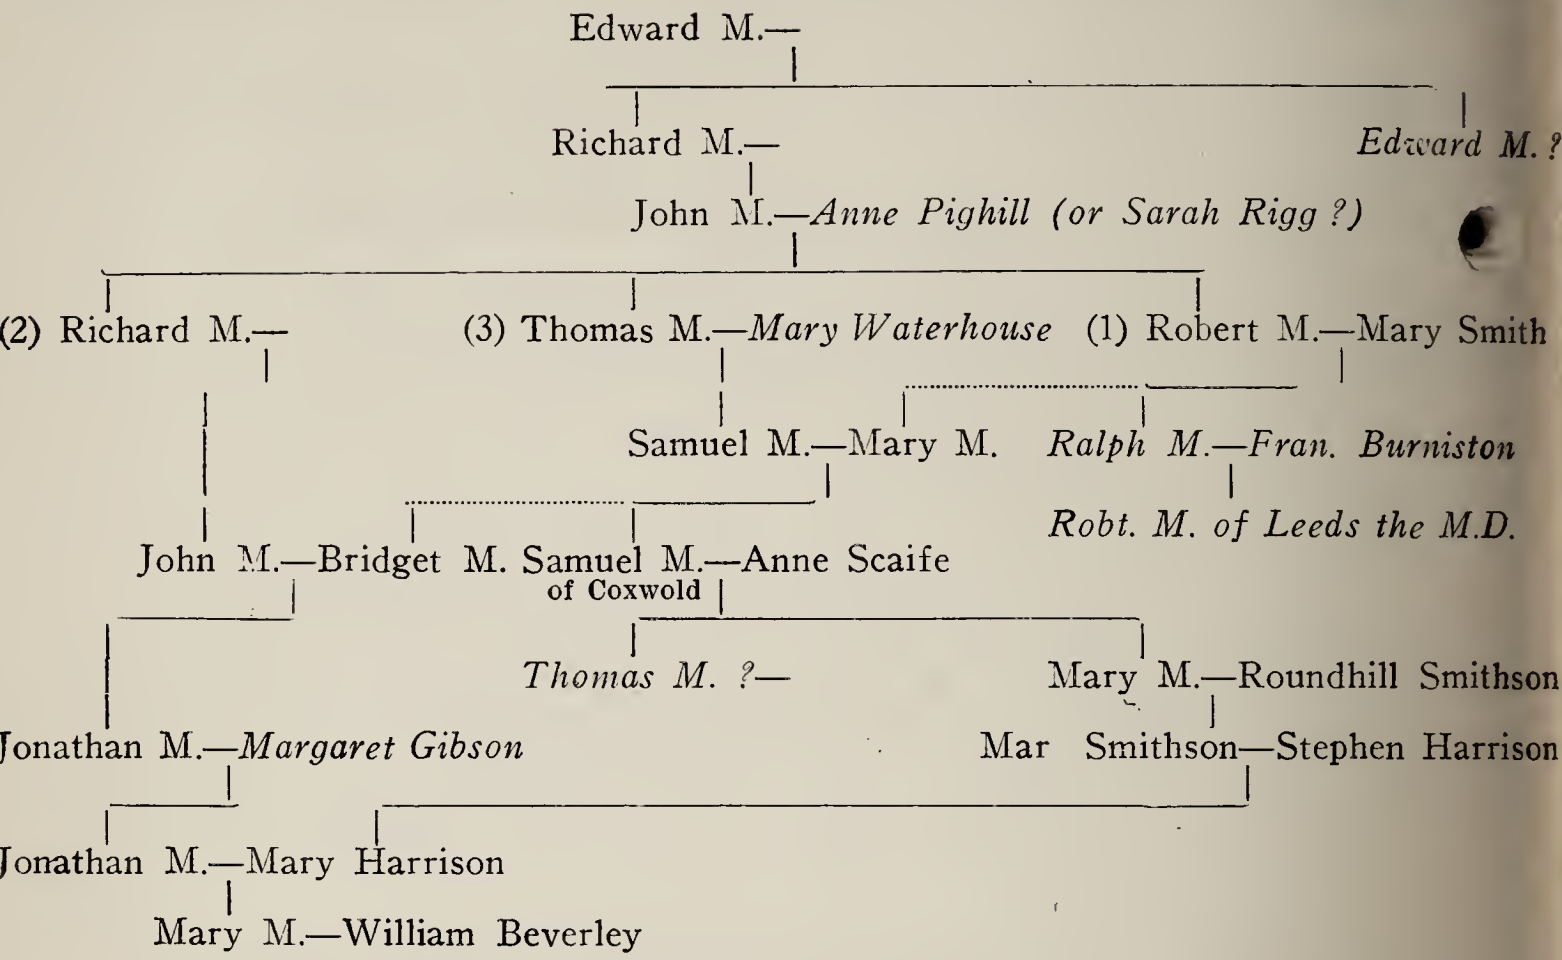 Edward M.—
Richard M.— Edward M. ?
John M.—Anne Pighill (or Sarah Rigg ?)
(2) Richard M.— (3) Thomas M.—Mary Waterhouse (1) Robert M.—Mary Smith
Samuel M.—Mary M. Ralph M.—Fran. Burniston
Robt. M. of Leeds the M.D.
John M.—Bridget M. Samuel M.—Anne Scaife
of Coxwold
Thomas M. ?— Mary M.—Roundhill Smithson
Jonathan M.—Margaret Gibson Mar Smithson—Stephen Harrison
Jonathan M.—Mary Harrison
Mary M.—William Beverley